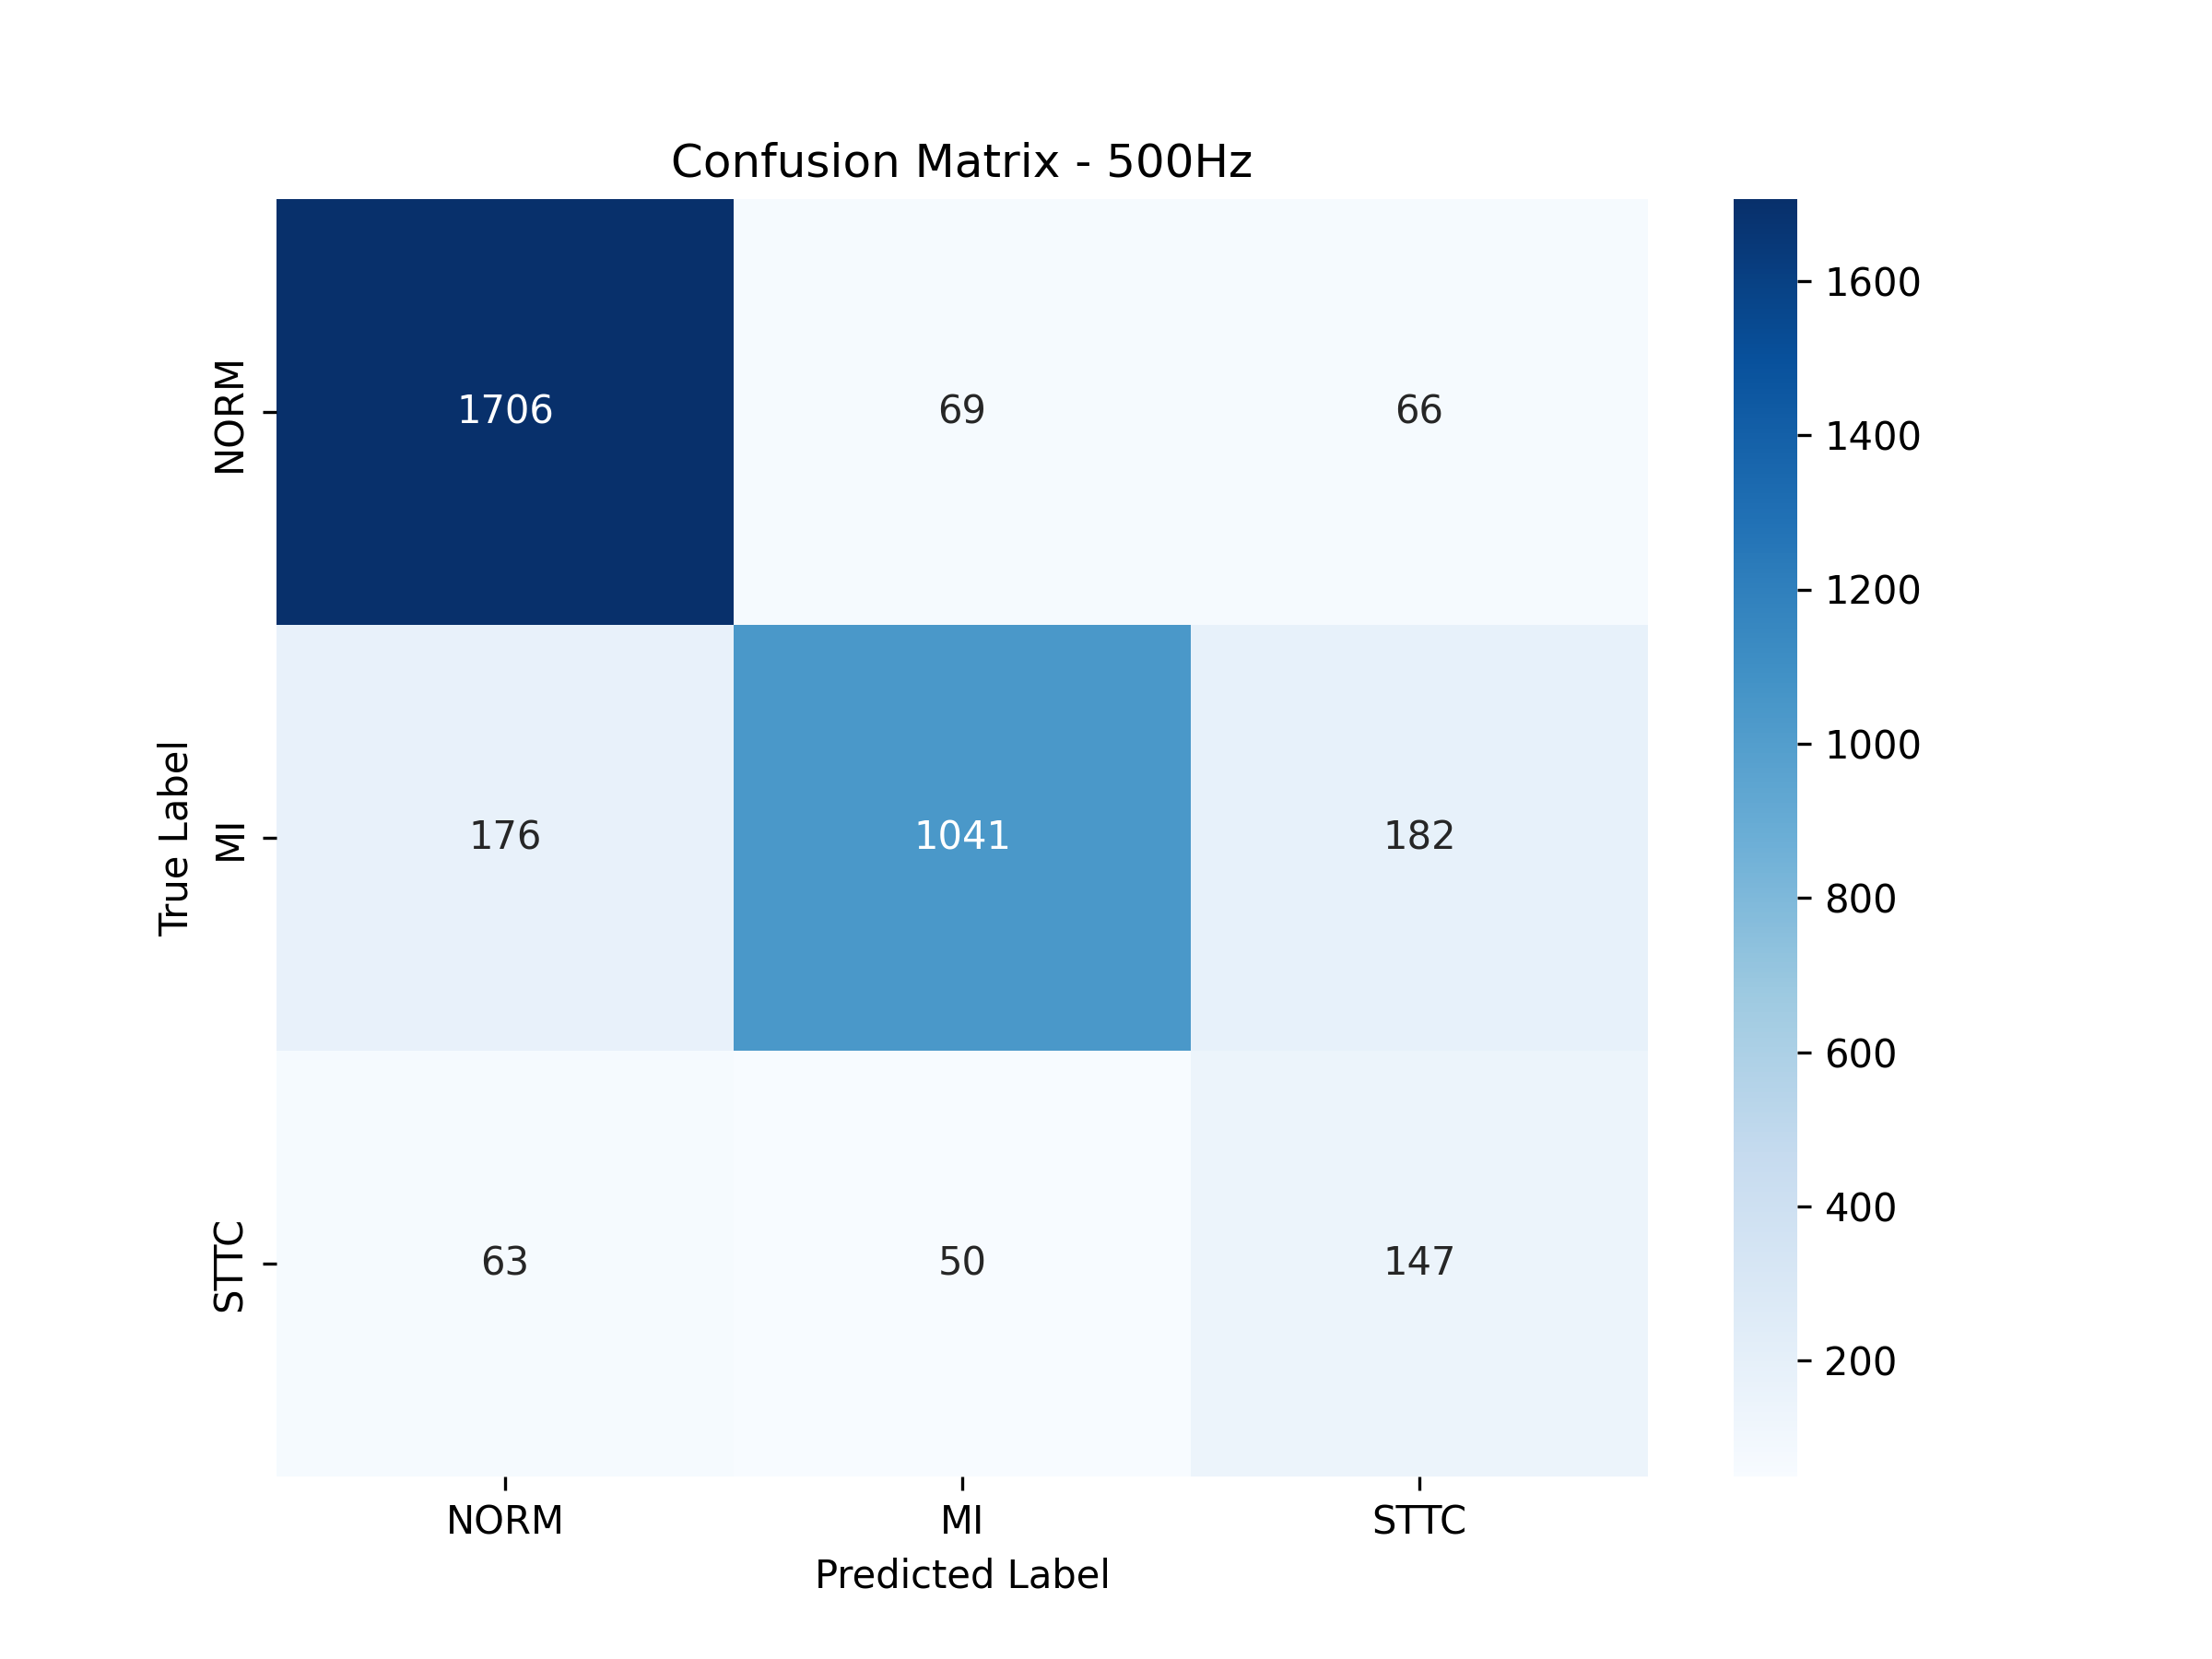 Confusion Matrix - 500Hz
True Label
NORM
1706 69 66
MI
176 1041 182
STTC
63 50 147
NORM MI STTC
Predicted Label
1600
1400
1200
1000
800
600
400
200